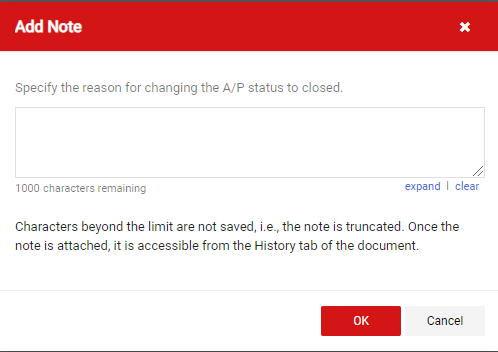 Add Note ✖
Specify the reason for changing the A/P status to closed.
1000 characters remaining expand | clear
Characters beyond the limit are not saved, i.e., the note is truncated. Once the
note is attached, it is accessible from the History tab of the document.
OK Cancel